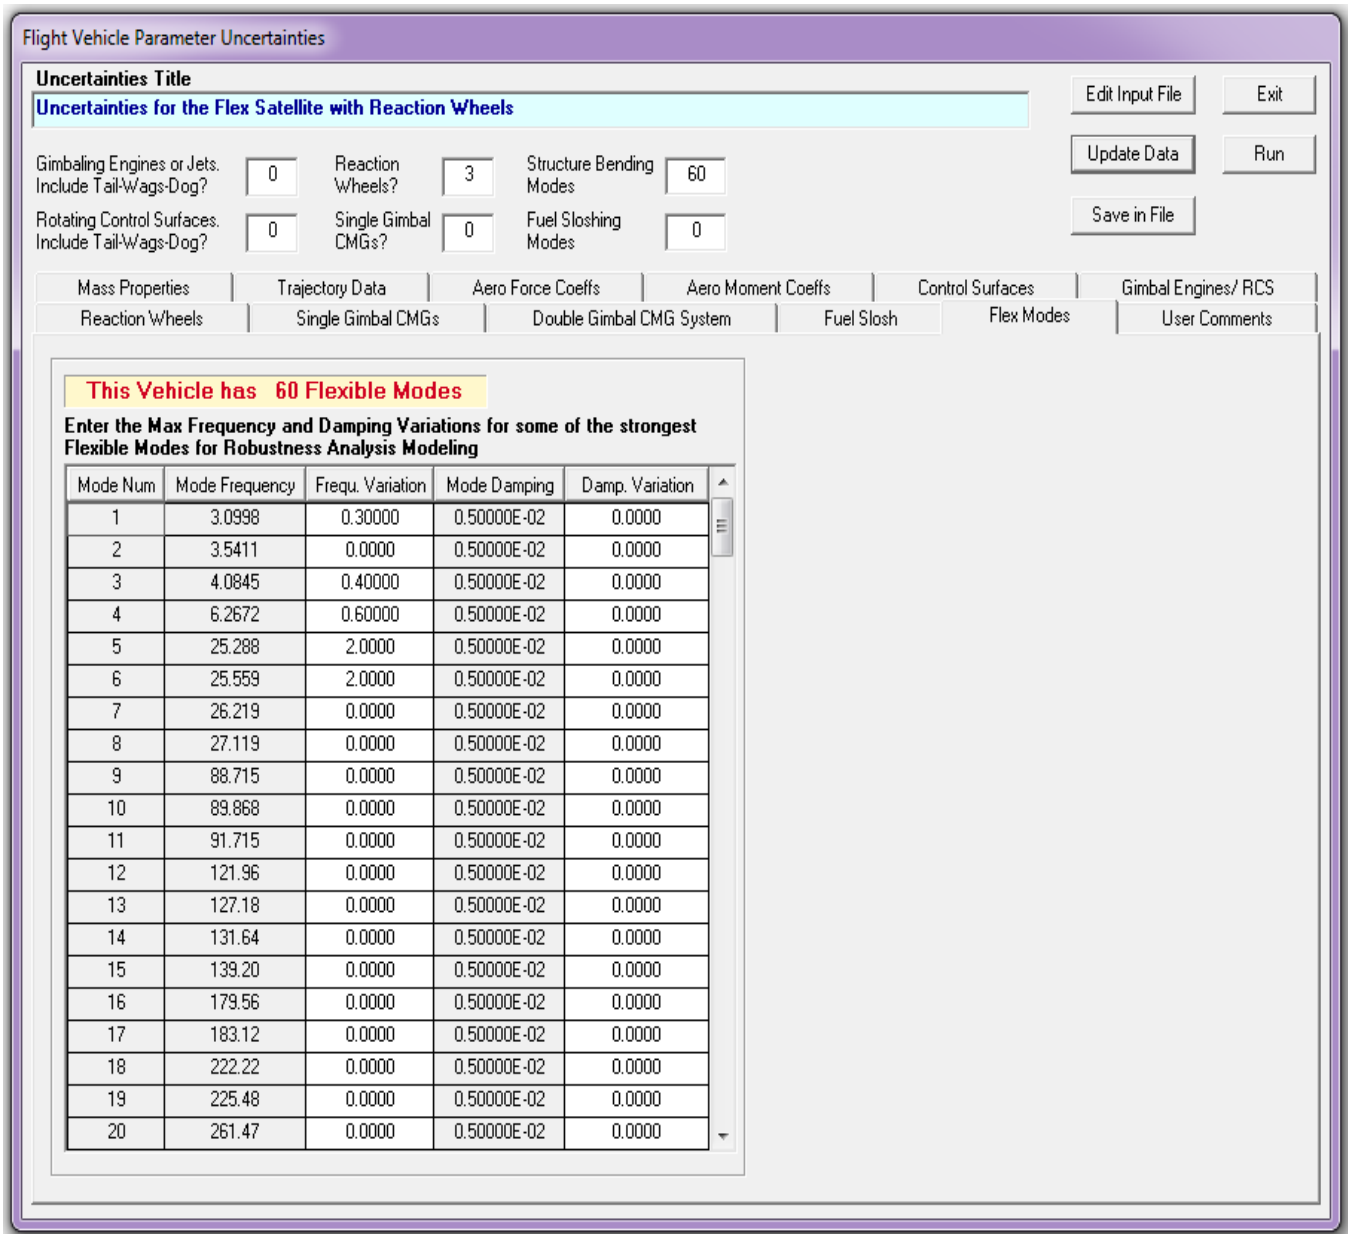 Flight Vehicle Parameter Uncertainties
Uncertainties Title
Uncertainties for the Flex Satellite with Reaction Wheels
Edit Input File
Exit
Update Data
Run
Save in File
Gimbaling Engines or Jets.
Include Tail-Wags-Dog?
0
Reaction
Wheels?
3
Structure Bending
Modes
60
Rotating Control Surfaces.
Include Tail-Wags-Dog?
0
Single Gimbal
CMGs?
0
Fuel Sloshing
Modes
0
Mass Properties Trajectory Data Aero Force Coeffs Aero Moment Coeffs Control Surfaces Gimbal Engines/ RCS
Reaction Wheels Single Gimbal CMGs Double Gimbal CMG System Fuel Slosh Flex Modes User Comments
This Vehicle has 60 Flexible Modes
Enter the Max Frequency and Damping Variations for some of the strongest
Flexible Modes for Robustness Analysis Modeling
Mode Num Mode Frequency Frequ. Variation Mode Damping Damp. Variation
1 3.0998 0.30000 0.50000E-02 0.0000
2 3.5411 0.0000 0.50000E-02 0.0000
3 4.0845 0.40000 0.50000E-02 0.0000
4 6.2672 0.60000 0.50000E-02 0.0000
5 25.288 2.0000 0.50000E-02 0.0000
6 25.559 2.0000 0.50000E-02 0.0000
7 26.219 0.0000 0.50000E-02 0.0000
8 27.119 0.0000 0.50000E-02 0.0000
9 88.715 0.0000 0.50000E-02 0.0000
10 89.868 0.0000 0.50000E-02 0.0000
11 91.715 0.0000 0.50000E-02 0.0000
12 121.96 0.0000 0.50000E-02 0.0000
13 127.18 0.0000 0.50000E-02 0.0000
14 131.64 0.0000 0.50000E-02 0.0000
15 139.20 0.0000 0.50000E-02 0.0000
16 179.56 0.0000 0.50000E-02 0.0000
17 183.12 0.0000 0.50000E-02 0.0000
18 222.22 0.0000 0.50000E-02 0.0000
19 225.48 0.0000 0.50000E-02 0.0000
20 261.47 0.0000 0.50000E-02 0.0000